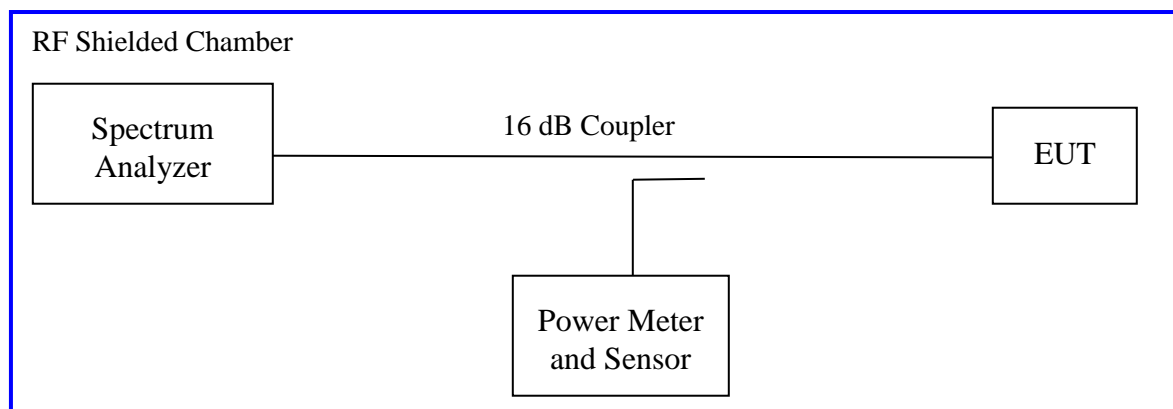 RF Shielded Chamber
Spectrum
Analyzer
16 dB Coupler
EUT
Power Meter
and Sensor